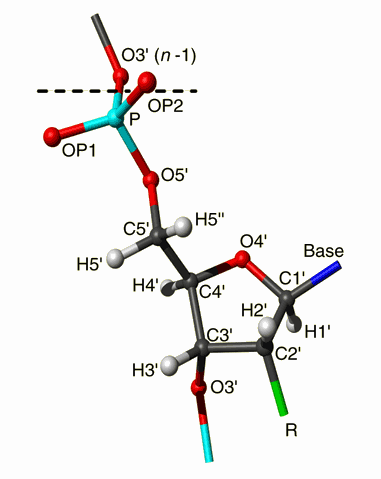 O3' (n -1)
OP2
P
OP1
O5'
H5''
C5'
H5'
O4'
Base
H4'
C4'
C1'
H2'
H1'
C3'
C2'
H3'
O3'
R